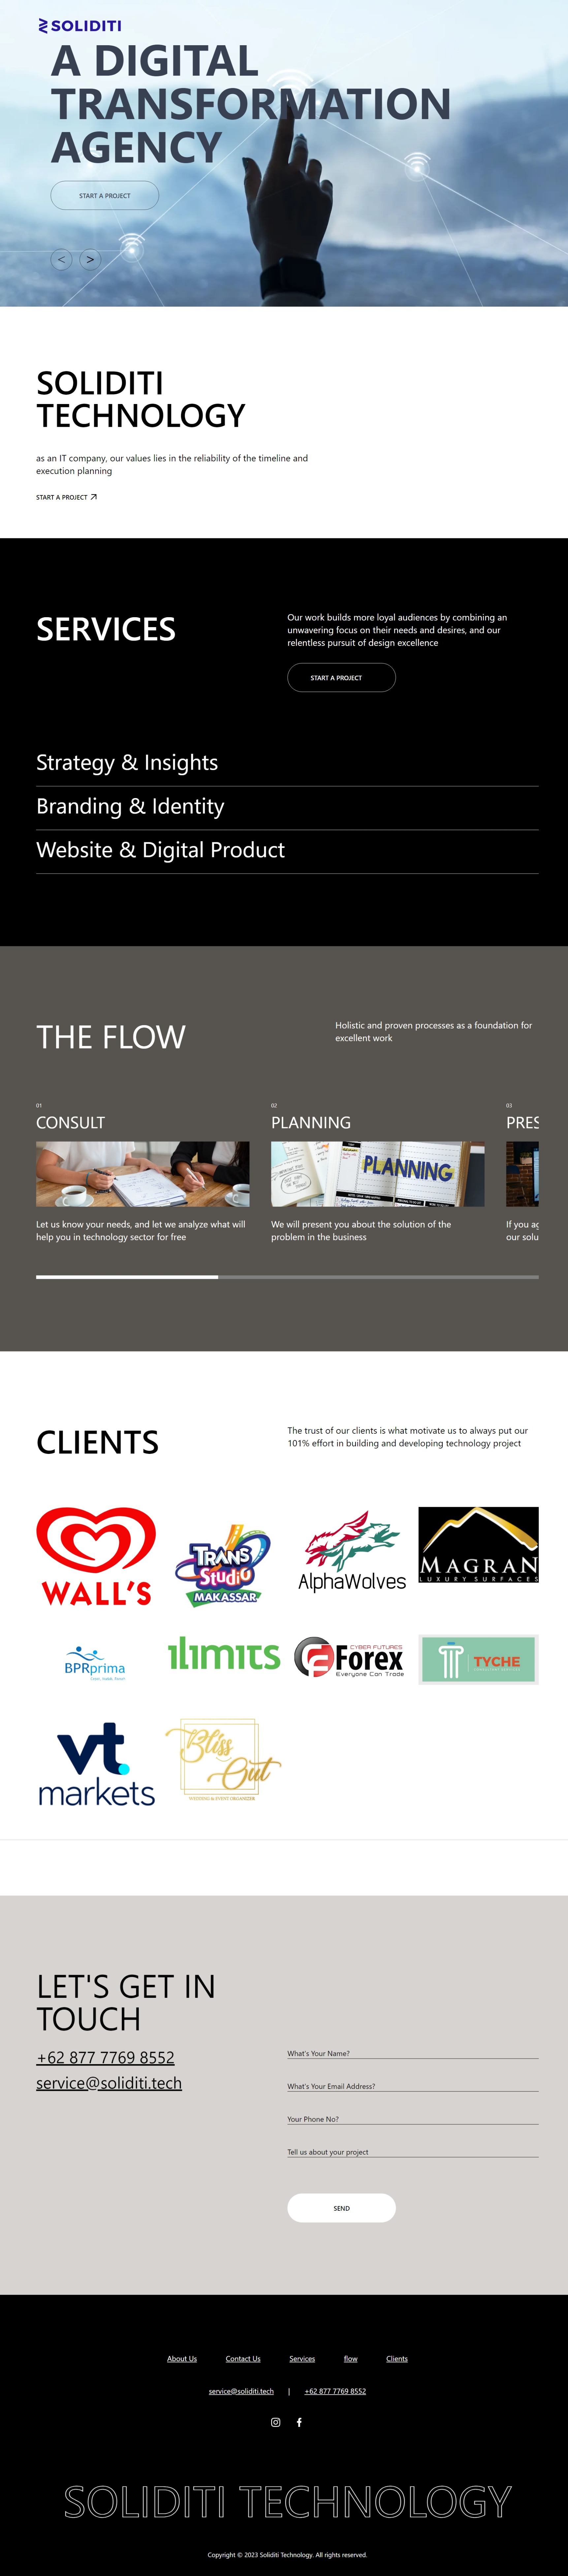 SOLIDITI
A DIGITAL
TRANSFORMATION
AGENCY
START A PROJECT
< >
SOLIDITI
TECHNOLOGY
as an IT company, our values lies in the reliability of the timeline and
execution planning
START A PROJECT
SERVICES
Our work builds more loyal audiences by combining an
unwavering focus on their needs and desires, and our
relentless pursuit of design excellence
START A PROJECT
Strategy & Insights
Branding & Identity
Website & Digital Product
THE FLOW
Holistic and proven processes as a foundation for
excellent work
01
CONSULT
Let us know your needs, and let we analyze what will
help you in technology sector for free
02
PLANNING
PLANNING
We will present you about the solution of the
problem in the business
03
PRES
If you ag
our solu
CLIENTS
The trust of our clients is what motivate us to always put our
101% effort in building and developing technology project
WALL'S
TRANS
Studio
MAKASSAR
AlphaWolves
MAGRAN
LUXURY SURFACES
BPRprima
ilimits
CYBER FUTURES
Forex
Everyone Can Trade
TYCHE
vt.
markets
Bliss
Out
WEDDING & EVENT ORGANIZER
LET'S GET IN
TOUCH
+62 877 7769 8552
service@soliditi.tech
What's Your Name?
What's Your Email Address?
Your Phone No?
Tell us about your project
SEND
About Us Contact Us Services flow Clients
service@soliditi.tech | +62 877 7769 8552
SOLIDITI TECHNOLOGY
Copyright © 2023 Soliditi Technology. All rights reserved.